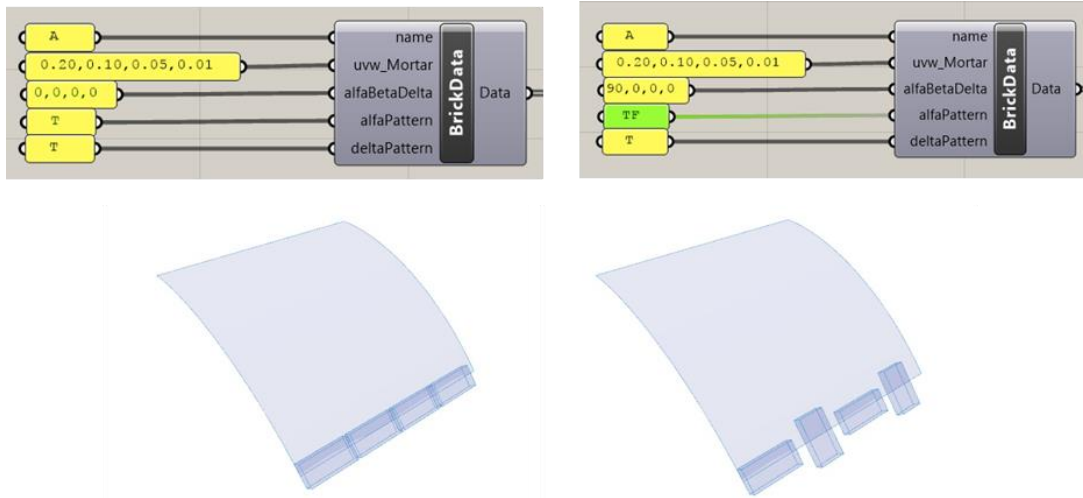 A
0.20,0.10,0.05,0.01
0,0,0,0
T
T
name
uvw_Mortar
alfaBetaDelta
alfaPattern
deltaPattern
BrickData
Data
A
0.20,0.10,0.05,0.01
90,0,0,0
TF
T
name
uvw_Mortar
alfaBetaDelta
alfaPattern
deltaPattern
BrickData
Data